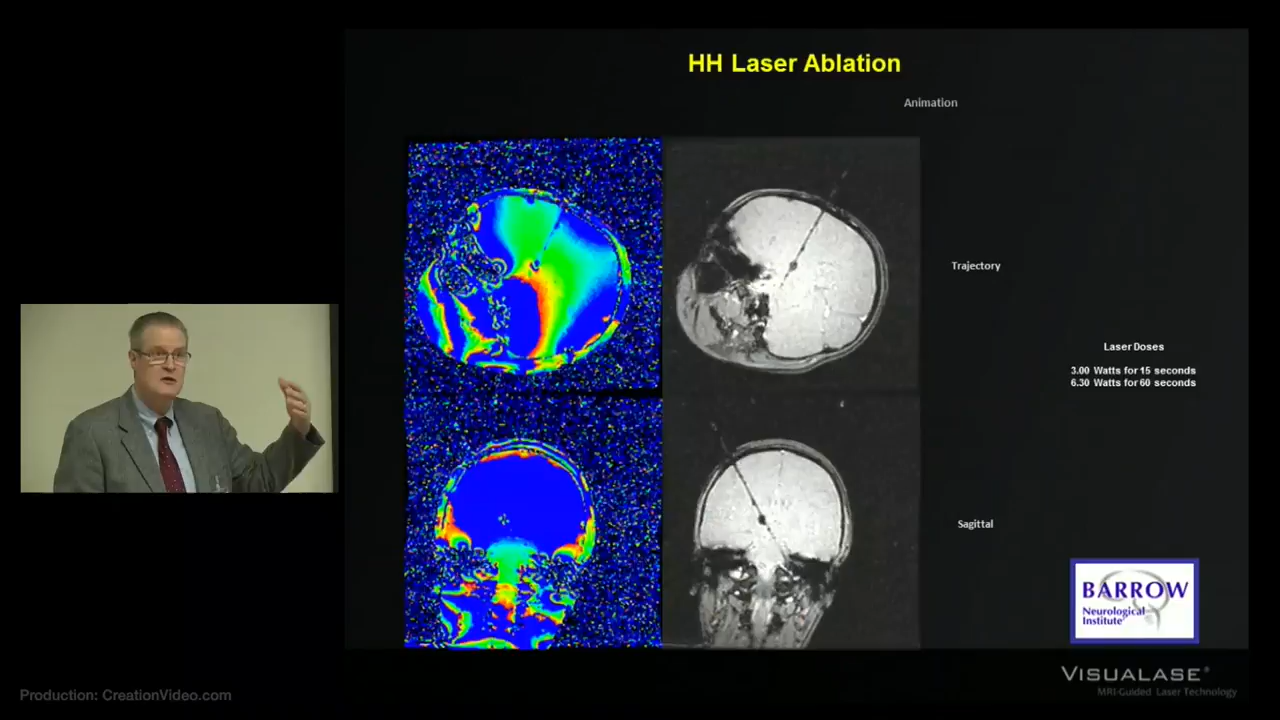 HH Laser Ablation
Animation
Trajectory
Laser Doses
3.00 Watts for 15 seconds
6.30 Watts for 60 seconds
Sagittal
BARROW
Neurological
Institute®
VISUALASE®
MRI-Guided Laser Technology
Production: CreationVideo.com